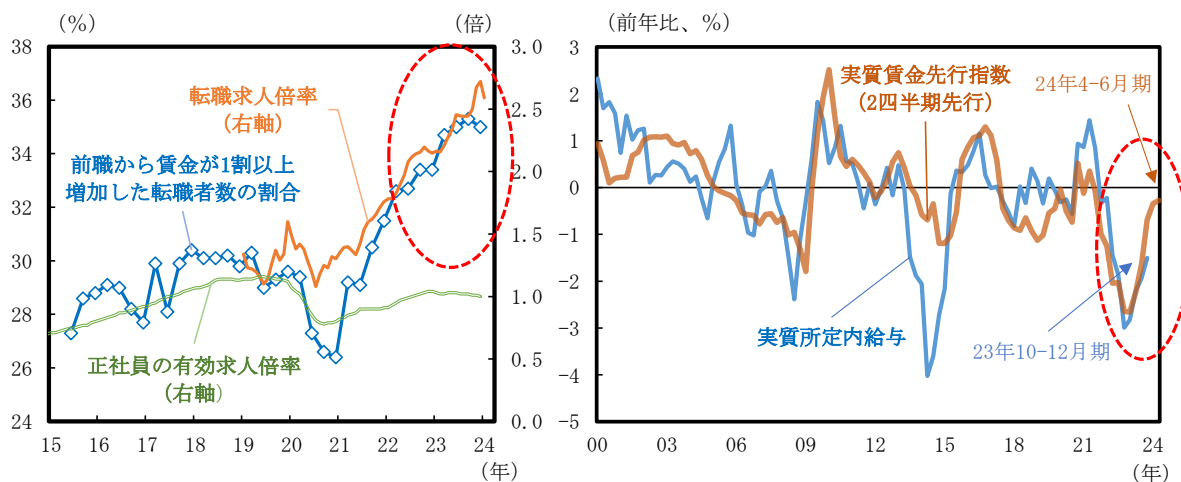 (％)
(倍)
38
36
34
32
30
28
26
24
3.0
2.5
2.0
1.5
1.0
0.5
0.0
転職求人倍率
(右軸)
前職から賃金が1割以上
増加した転職者数の割合
正社員の有効求人倍率
(右軸)
15 16 17 18 19 20 21 22 23 24
(年)
(前年比、％)
3
2
1
0
-1
-2
-3
-4
-5
実質賃金先行指数
(2四半期先行)
24年4-6月期
実質所定内給与
23年10-12月期
00 03 06 09 12 15 18 21 24
(年)